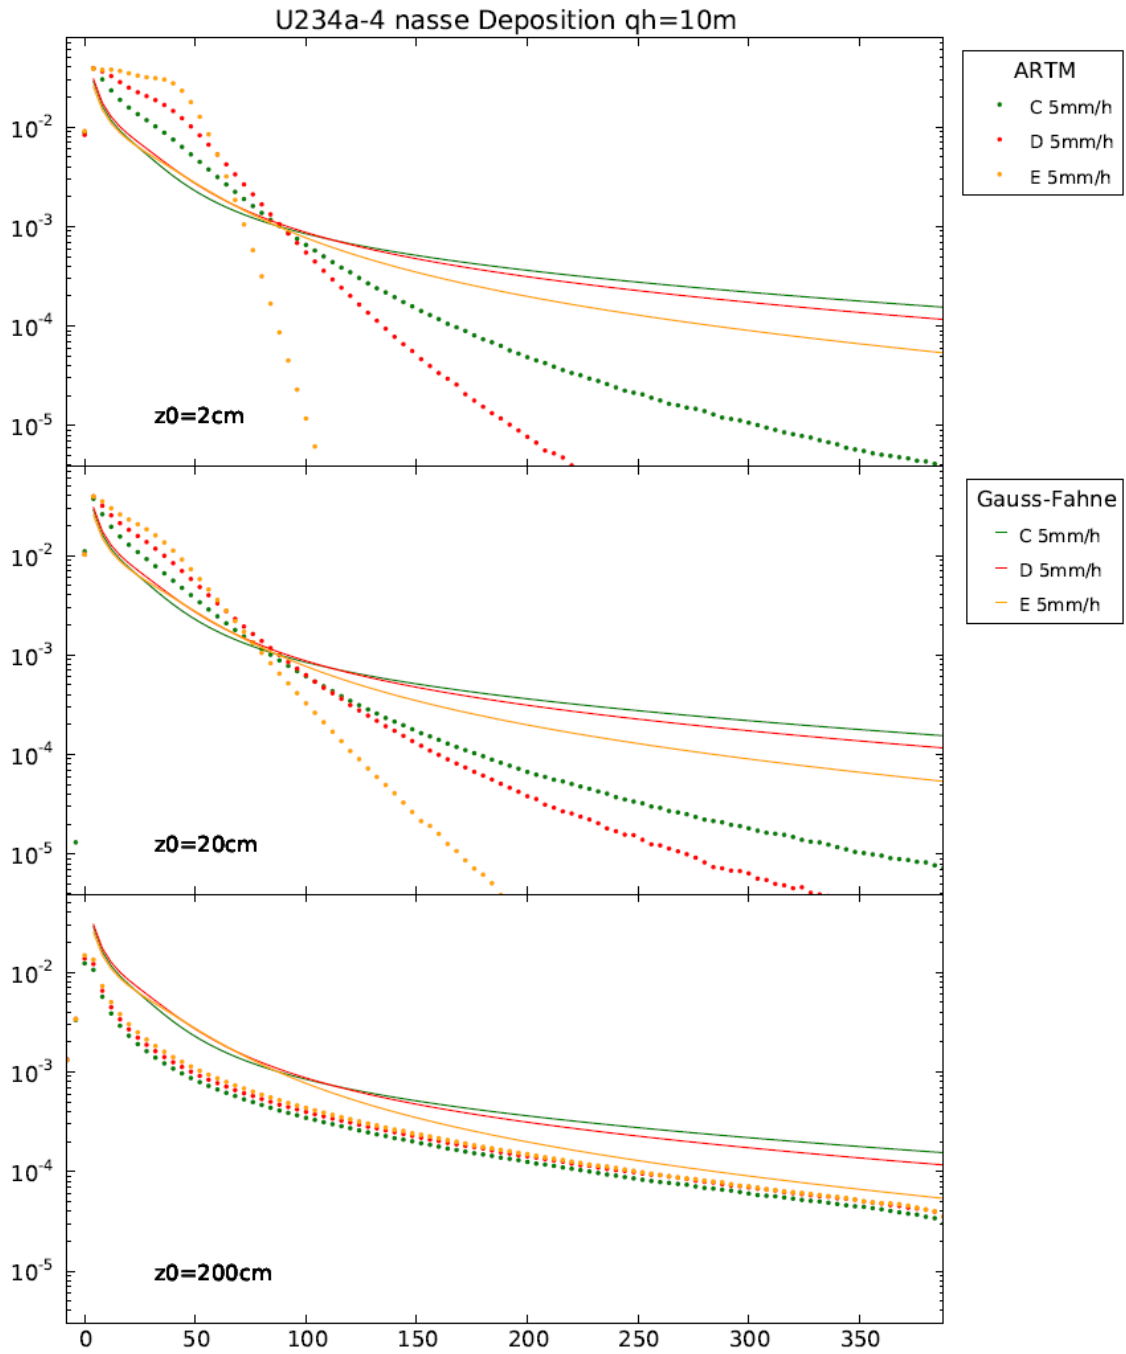 U234a-4 nasse Deposition qh=10m
10⁻²
10⁻³
10⁻⁴
10⁻⁵
z0=2cm
ARTM
C 5mm/h
D 5mm/h
E 5mm/h
10⁻²
10⁻³
10⁻⁴
10⁻⁵
z0=20cm
Gauss-Fahne
C 5mm/h
D 5mm/h
E 5mm/h
10⁻²
10⁻³
10⁻⁴
10⁻⁵
z0=200cm
0 50 100 150 200 250 300 350